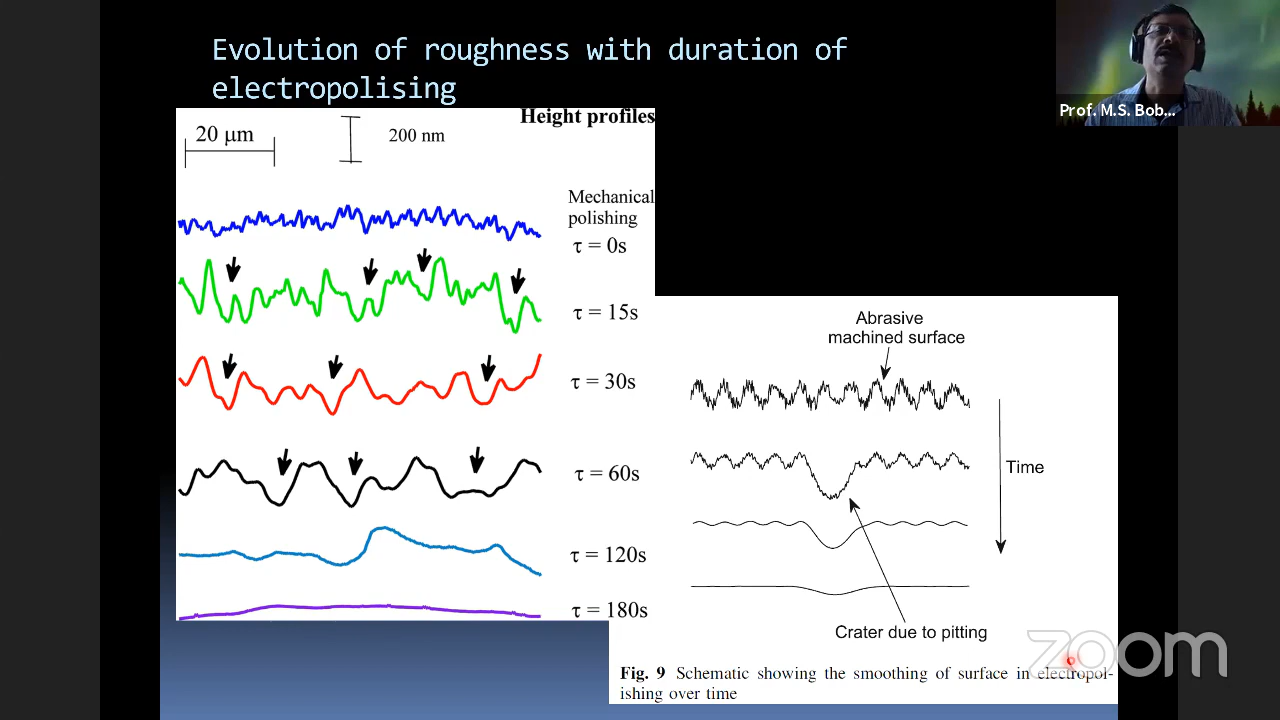 Evolution of roughness with duration of
electropolising
Prof. M.S. Bob...
Height profiles
20 μm
200 nm
Mechanical
polishing
τ = 0s
τ = 15s
τ = 30s
τ = 60s
τ = 120s
τ = 180s
Abrasive
machined surface
Time
Crater due to pitting
zoom
Fig. 9 Schematic showing the smoothing of surface in electropol-
ishing over time